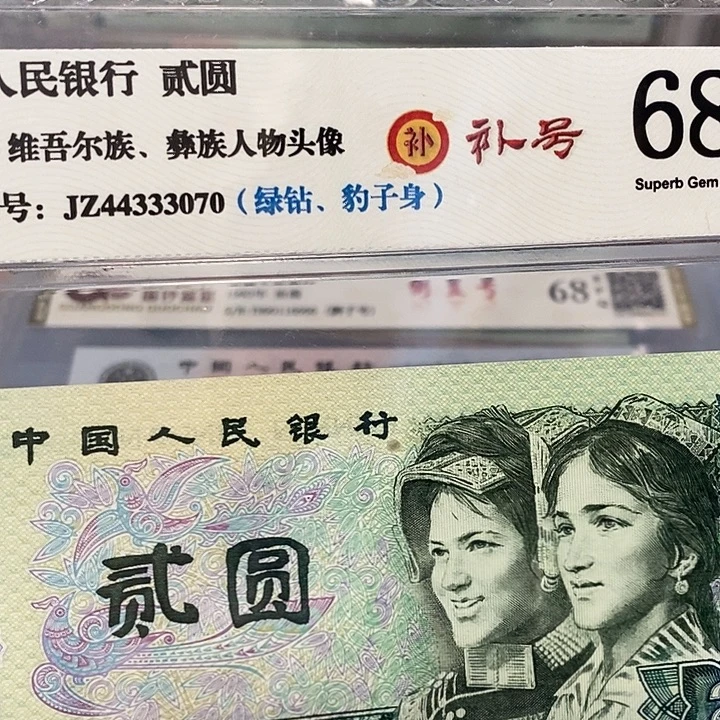 人民银行 贰圆
68
维吾尔族、彝族人物头像
补
补号
Superb Gem
号：JZ44333070（绿钻、豹子身）
68
中国人民银行
贰圆